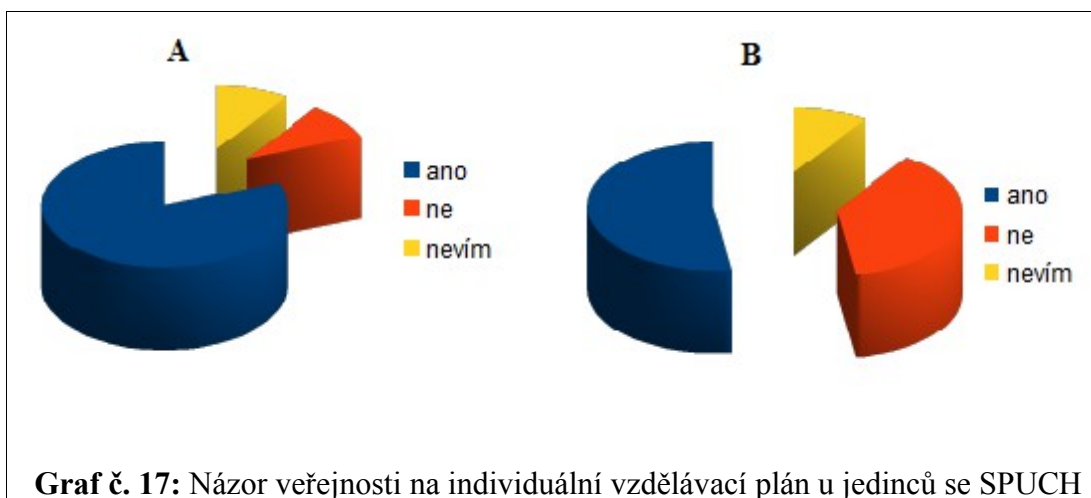 A
ano
ne
nevím
B
ano
ne
nevím
Graf č. 17: Názor veřejnosti na individuální vzdělávací plán u jedinců se SPUCH